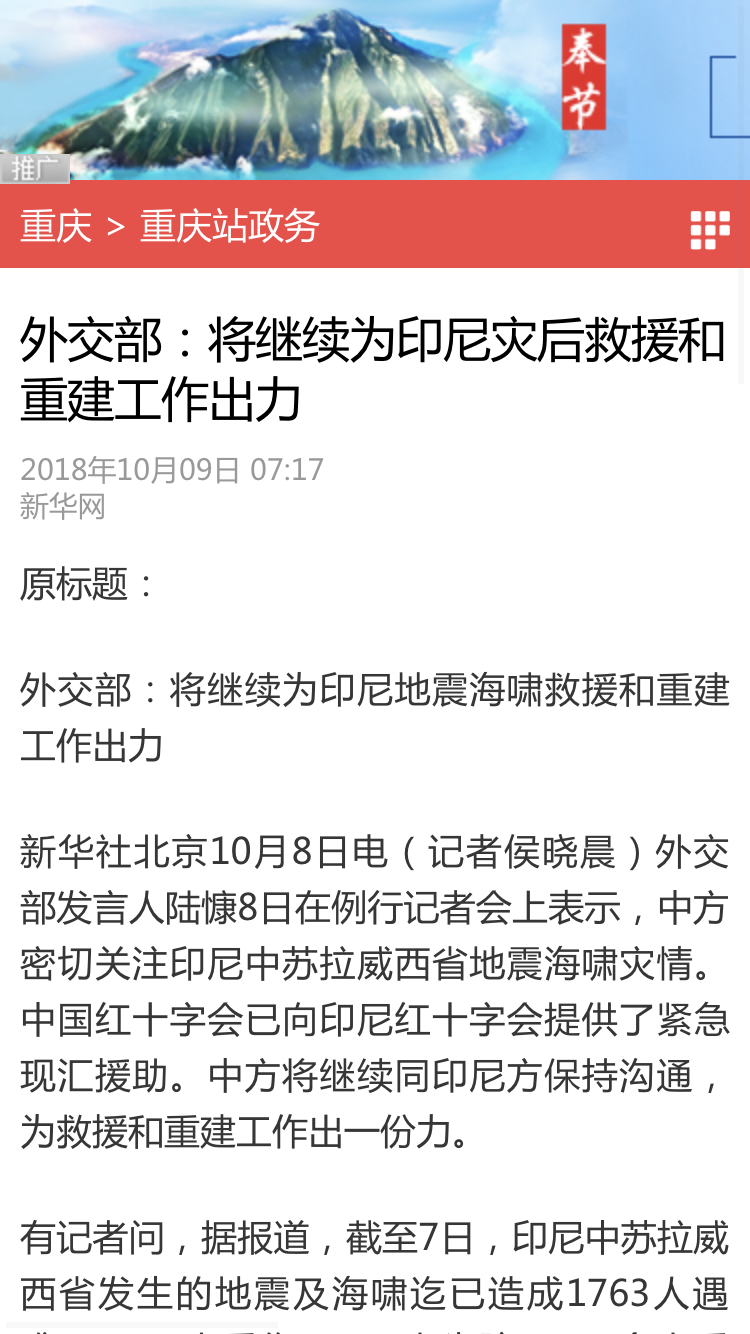 奉节
推广
重庆 > 重庆站政务
外交部：将继续为印尼灾后救援和
重建工作出力
2018年10月09日 07:17
新华网
原标题：
外交部：将继续为印尼地震海啸救援和重建
工作出力
新华社北京10月8日电（记者侯晓晨）外交
部发言人陆慷8日在例行记者会上表示，中方
密切关注印尼中苏拉威西省地震海啸灾情。
中国红十字会已向印尼红十字会提供了紧急
现汇援助。中方将继续同印尼方保持沟通，
为救援和重建工作出一份力。
有记者问，据报道，截至7日，印尼中苏拉威
西省发生的地震及海啸迄已造成1763人遇